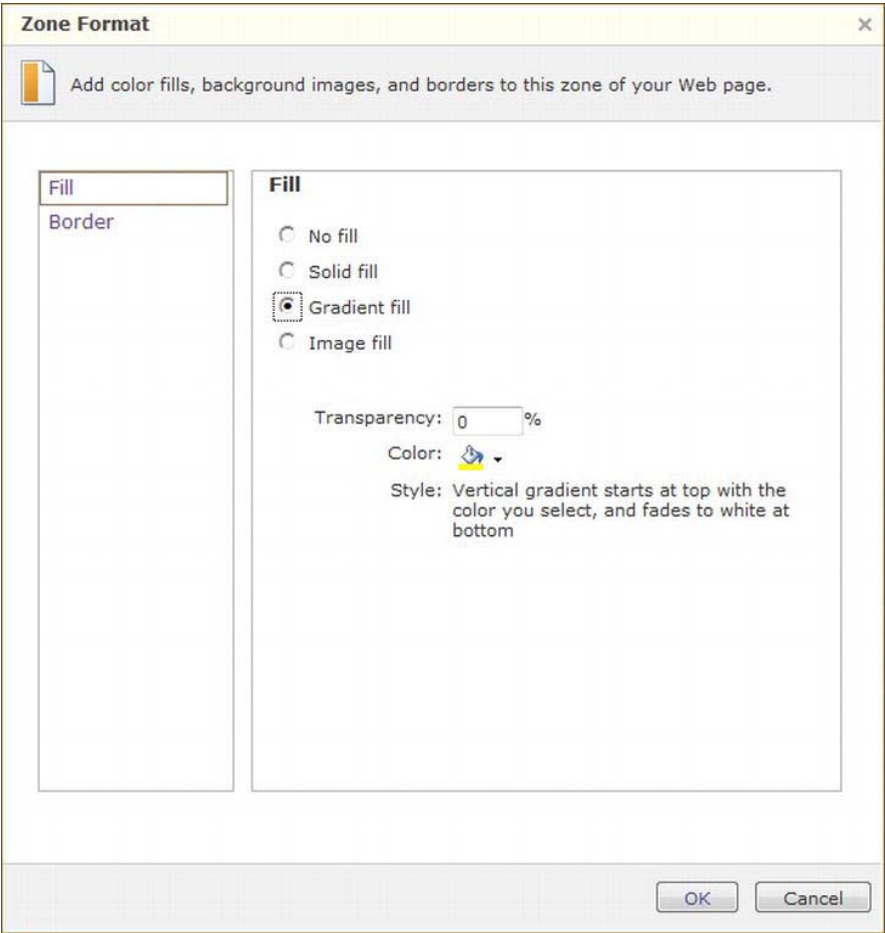 Zone Format
Add color fills, background images, and borders to this zone of your Web page.
Fill
Border
Fill
No fill
Solid fill
Gradient fill
Image fill
Transparency: 0 %
Color:
Style: Vertical gradient starts at top with the
color you select, and fades to white at
bottom
OK Cancel